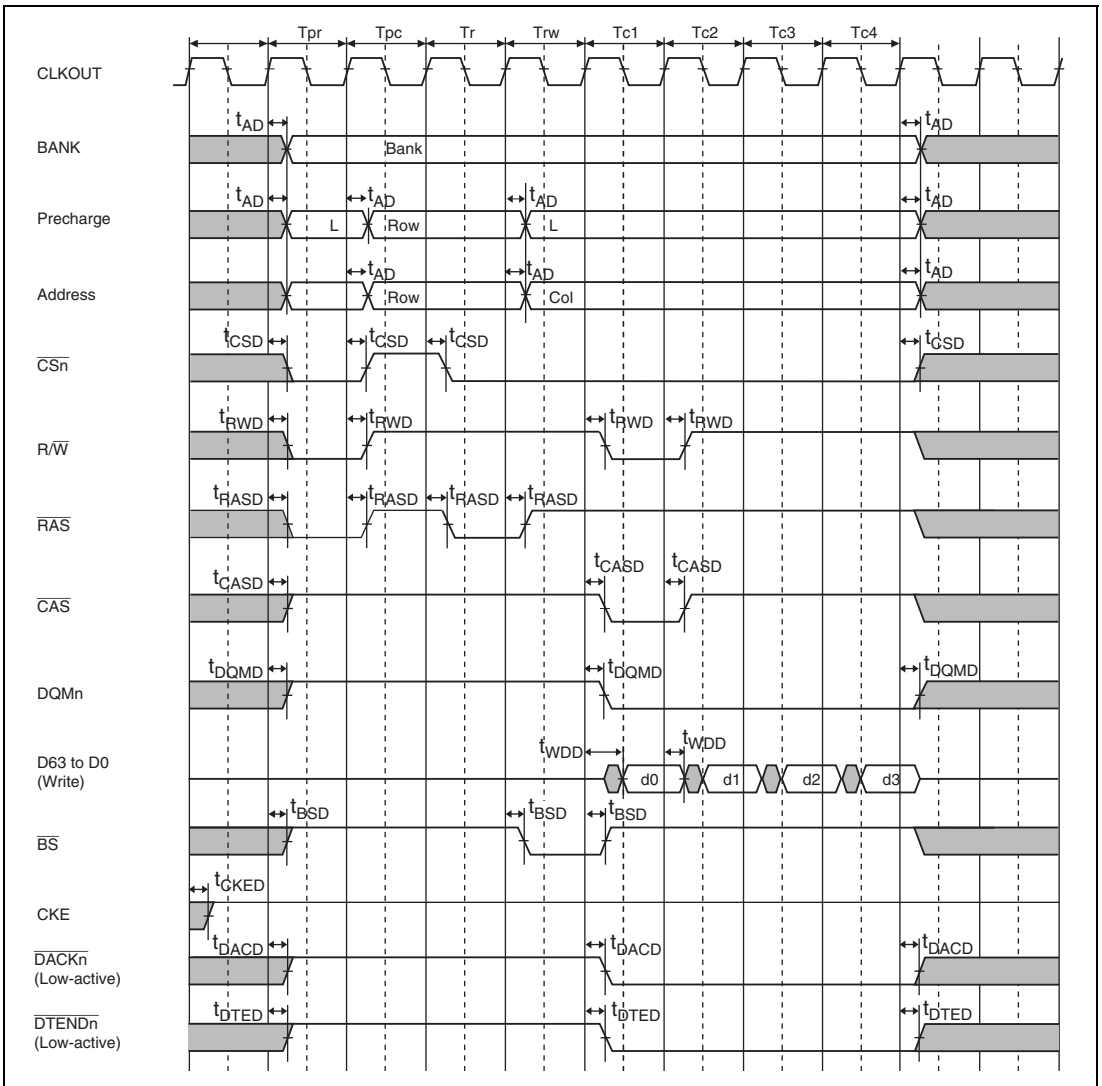 Tpr Tpc Tr Trw Tc1 Tc2 Tc3 Tc4
CLKOUT
tAD tAD
BANK Bank
tAD tAD tAD tAD
Precharge L Row L
tAD tAD tAD
Address Row Col
tCSD tCSD tCSD tCSD
CSn
tRWD tRWD tRWD tRWD
R/W
tRASD tRASD tRASD tRASD
RAS
tCASD tCASD tCASD
CAS
tDQMD tDQMD tDQMD
DQMn
tWDD tWDD
D63 to D0
(Write)
d0 d1 d2 d3
tBSD tBSD tBSD
BS
tCKED
CKE
tDACD tDACD tDACD
DACKn
(Low-active)
tDTED tDTED tDTED
DTENDn
(Low-active)